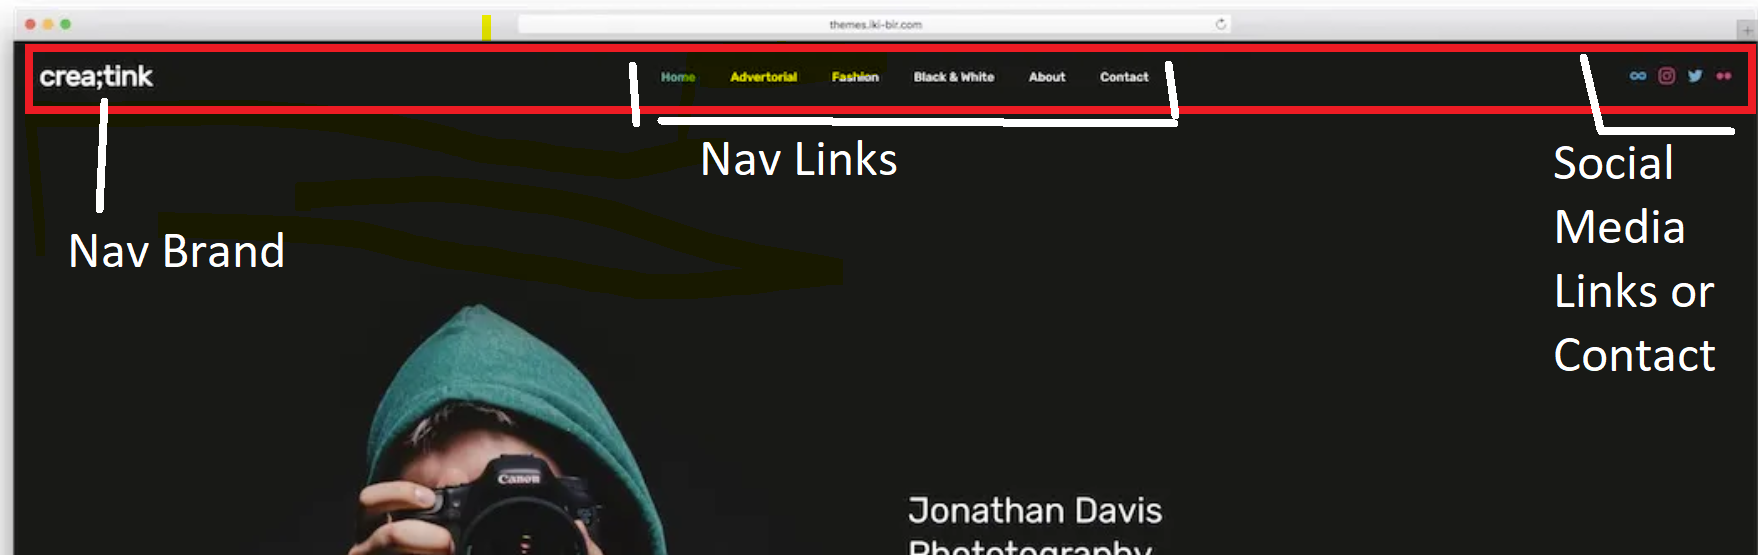 themes.iki-bir.com
crea;tink
Home Advertorial Fashion Black & White About Contact
Nav Links
Nav Brand
Social
Media
Links or
Contact
Canon
Jonathan Davis
Phototography